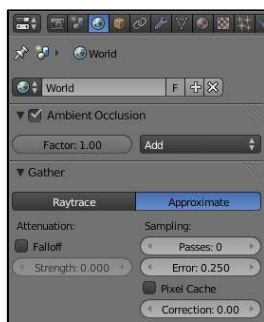 World
World F
Ambient Occlusion
Factor: 1.00 Add
Gather
Raytrace Approximate
Attenuation: Sampling:
Falloff Passes: 0
Strength: 0.000 Error: 0.250
Pixel Cache
Correction: 0.00